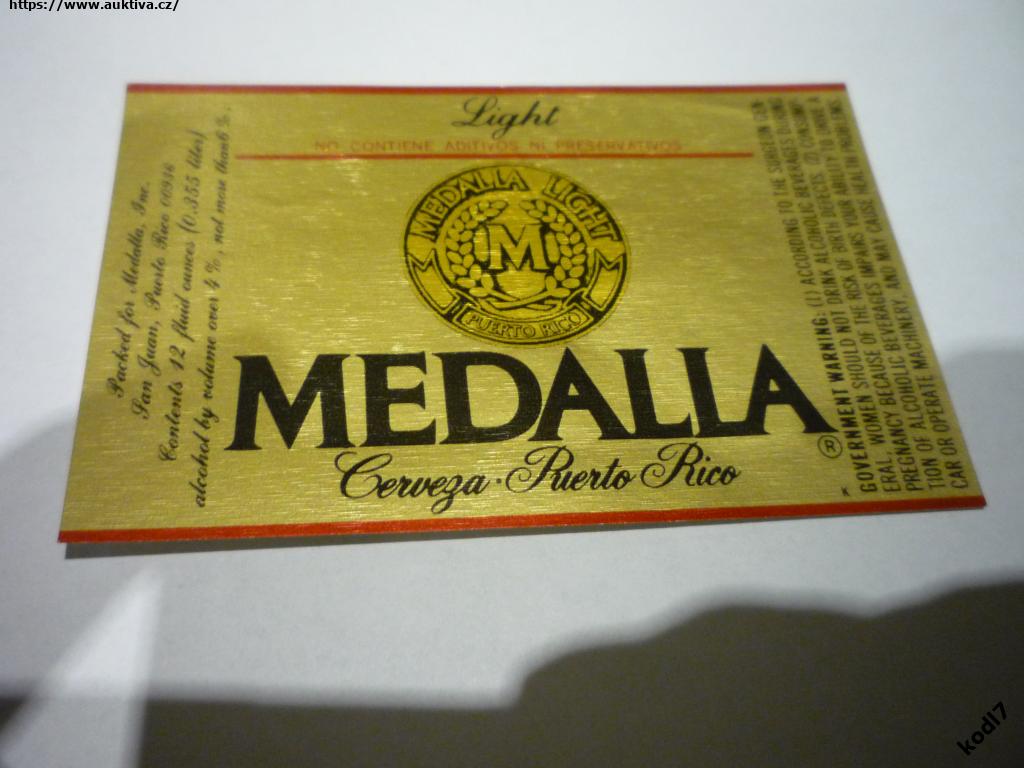 https://www.auktiva.cz/
Light
NO CONTIENE ADITIVOS NI PRESERVATIVOS
MEDALLA LIGHT
M
PUERTO RICO
MEDALLA
®
Cerveza · Puerto Rico
Packed for Medalla, Inc.
San Juan, Puerto Rico 00936
Contents 12 fluid ounces (0.355 liter)
alcohol by volume over 4%, not more than 6%.
GOVERNMENT WARNING: (1) ACCORDING TO THE SURGEON GEN-
ERAL, WOMEN SHOULD NOT DRINK ALCOHOLIC BEVERAGES DURING
PREGNANCY BECAUSE OF THE RISK OF BIRTH DEFECTS. (2) CONSUMP-
TION OF ALCOHOLIC BEVERAGES IMPAIRS YOUR ABILITY TO DRIVE A
CAR OR OPERATE MACHINERY, AND MAY CAUSE HEALTH PROBLEMS.
kodl7